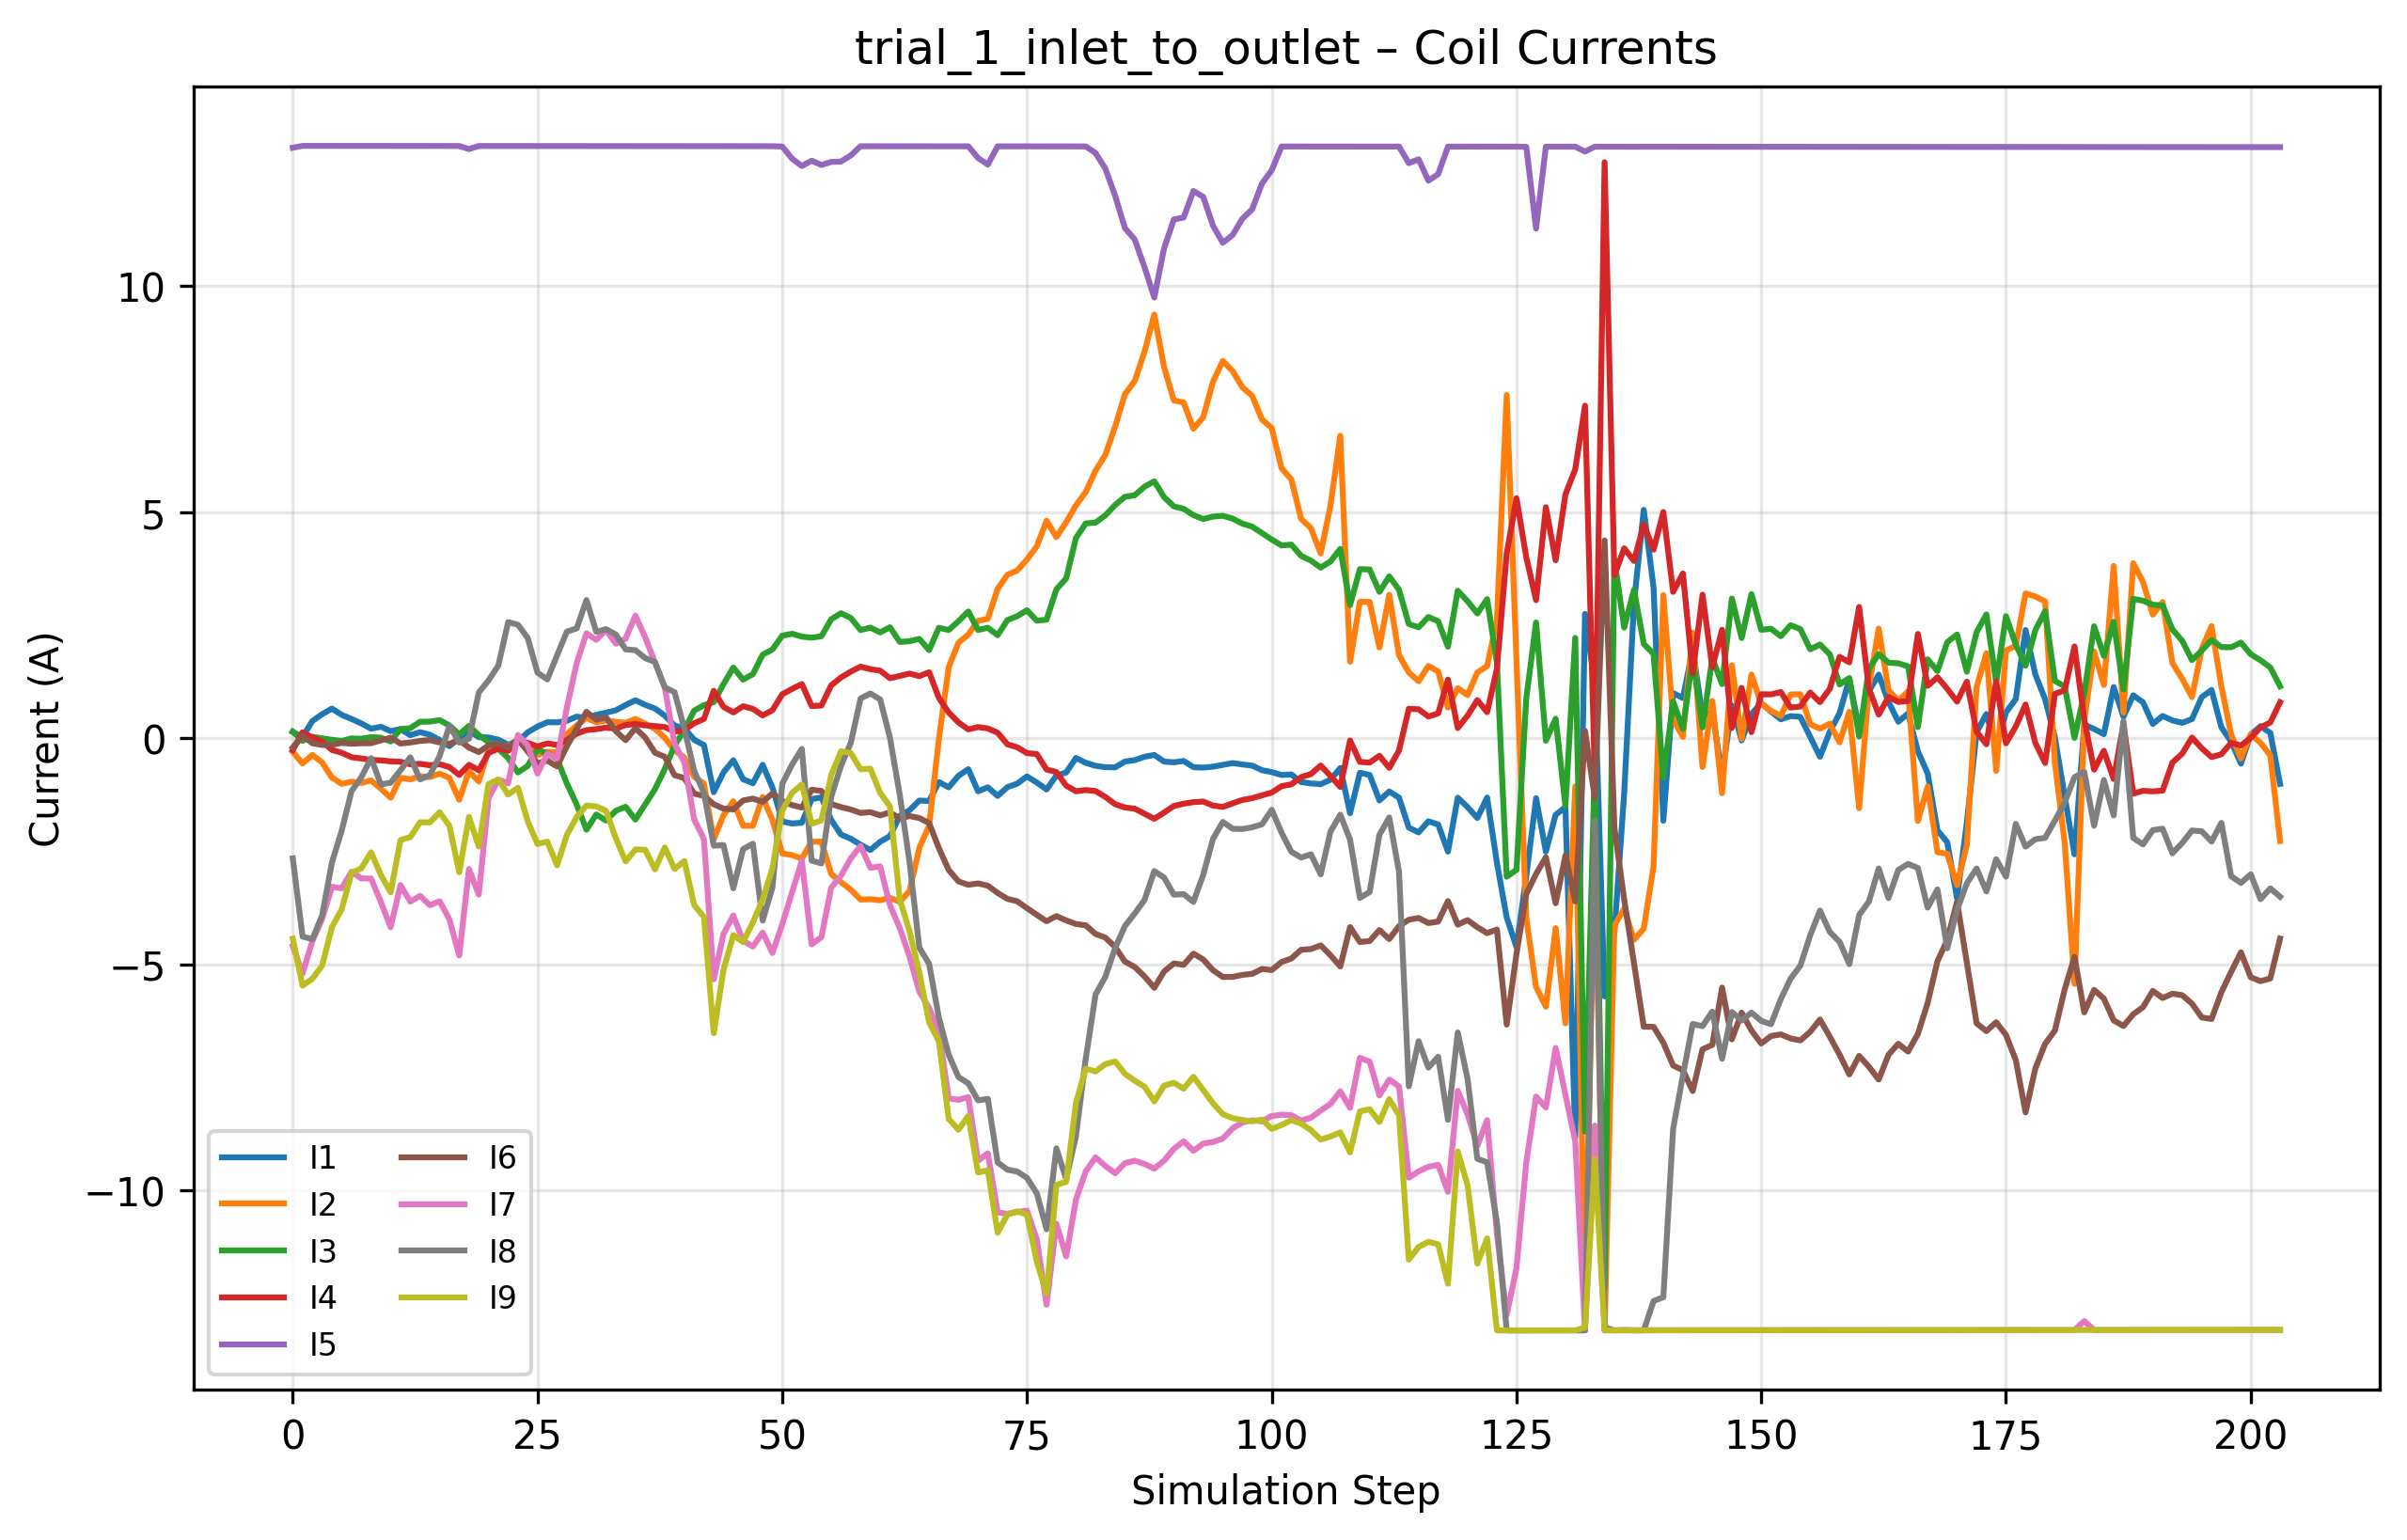 trial_1_inlet_to_outlet – Coil Currents
Current (A)
10
5
0
−5
−10
I1
I2
I3
I4
I5
I6
I7
I8
I9
0 25 50 75 100 125 150 175 200
Simulation Step